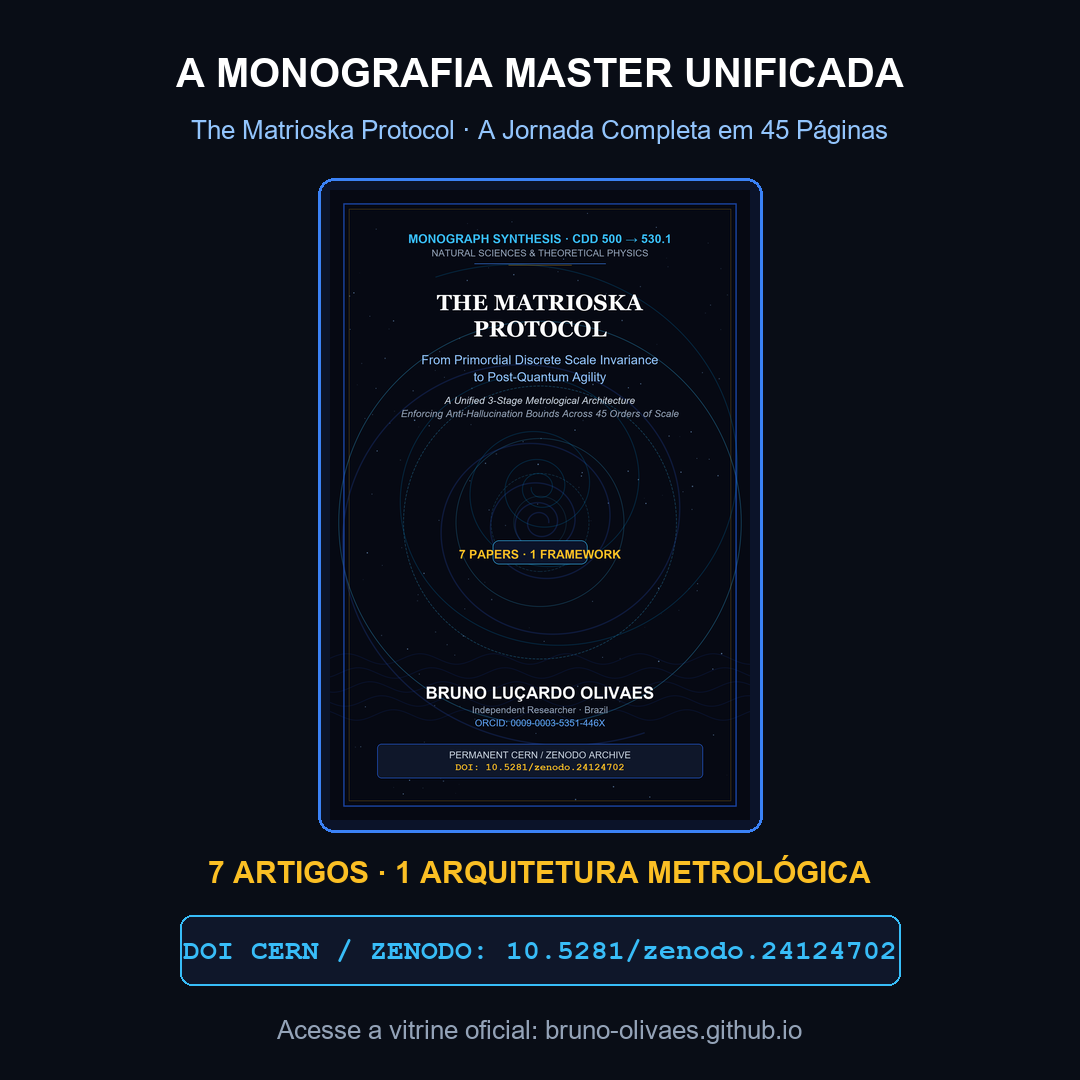 A MONOGRAFIA MASTER UNIFICADA
The Matrioska Protocol · A Jornada Completa em 45 Páginas
MONOGRAPH SYNTHESIS · CDD 500 → 530.1
NATURAL SCIENCES & THEORETICAL PHYSICS
THE MATRIOSKA
PROTOCOL
From Primordial Discrete Scale Invariance
to Post-Quantum Agility
A Unified 3-Stage Metrological Architecture
Enforcing Anti-Hallucination Bounds Across 45 Orders of Scale
7 PAPERS · 1 FRAMEWORK
BRUNO LUÇARDO OLIVAES
Independent Researcher · Brazil
ORCID: 0009-0003-5351-446X
PERMANENT CERN / ZENODO ARCHIVE
DOI: 10.5281/zenodo.24124702
7 ARTIGOS · 1 ARQUITETURA METROLÓGICA
DOI CERN / ZENODO: 10.5281/zenodo.24124702
Acesse a vitrine oficial: bruno-olivaes.github.io